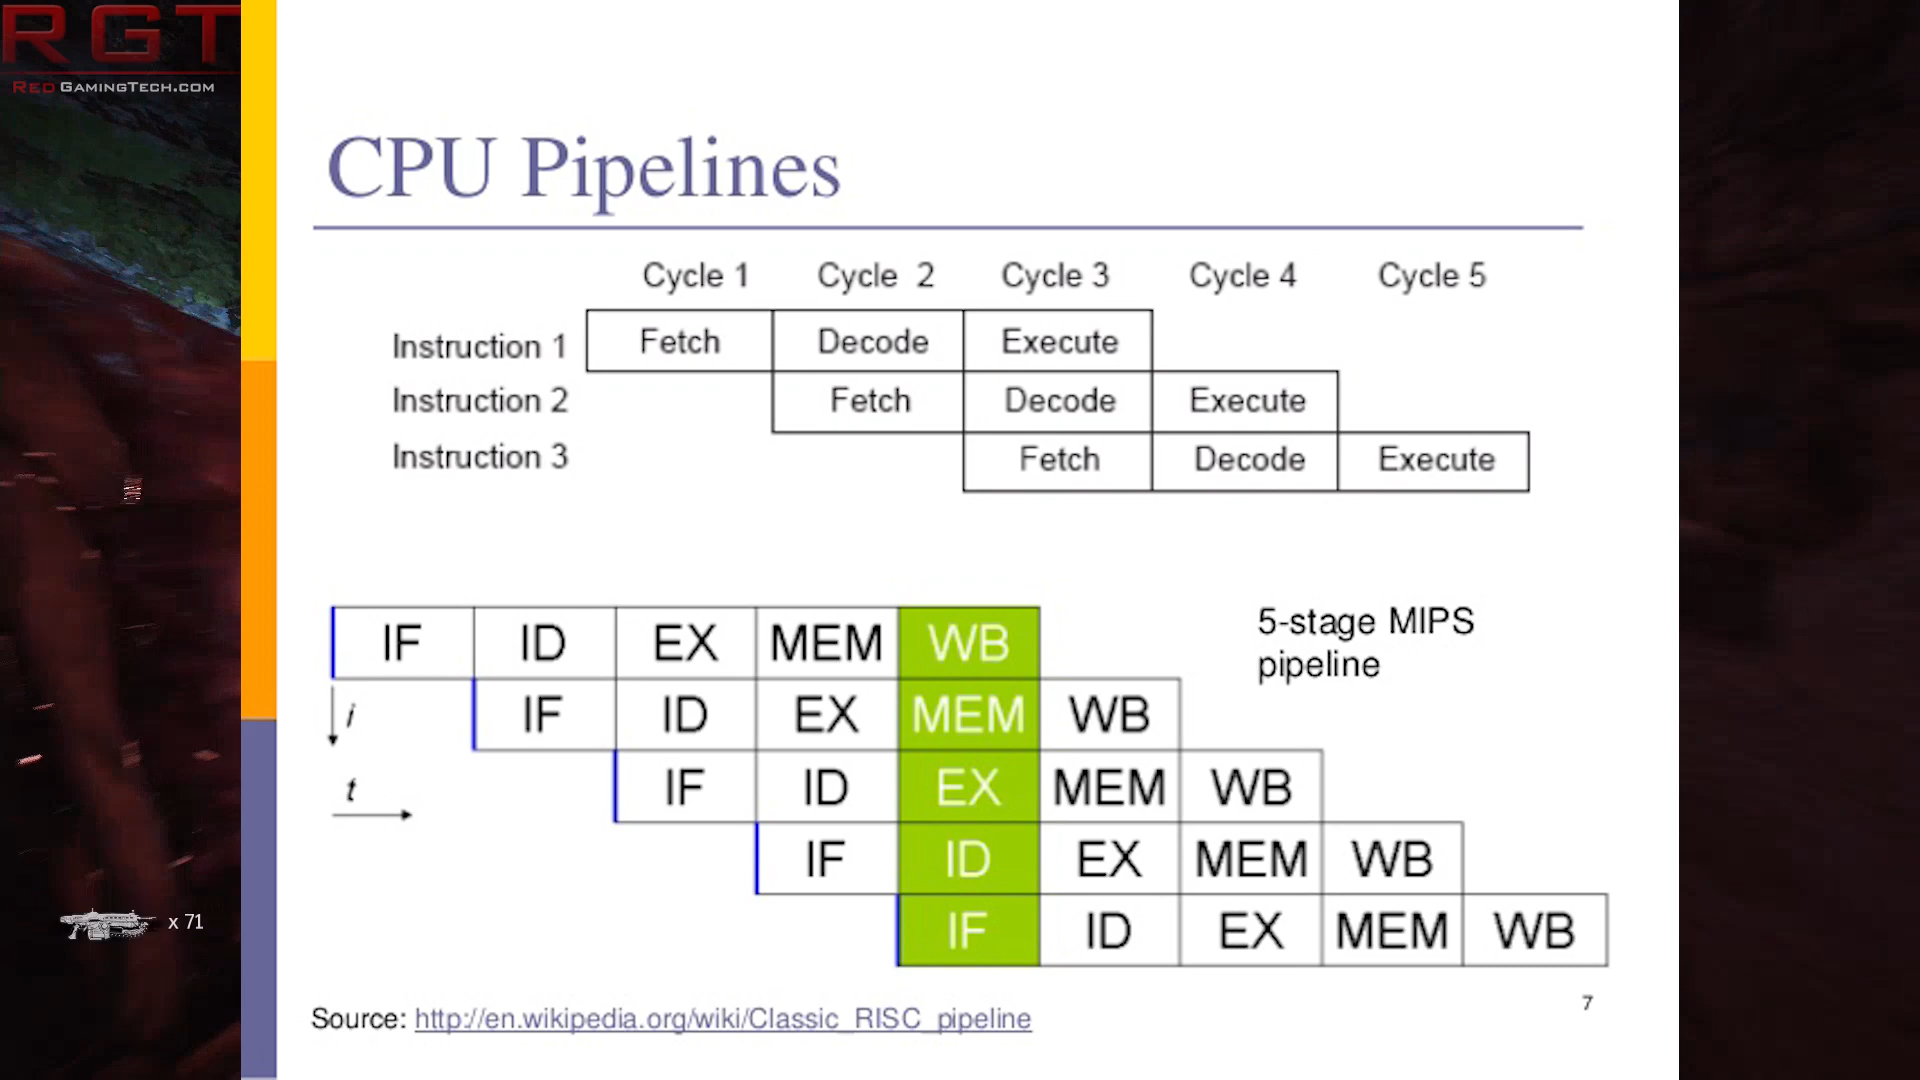 RGT
REDGAMINGTECH.COM
CPU Pipelines
Cycle 1 Cycle 2 Cycle 3 Cycle 4 Cycle 5
Instruction 1 Fetch Decode Execute
Instruction 2 Fetch Decode Execute
Instruction 3 Fetch Decode Execute
5-stage MIPS
pipeline
IF ID EX MEM WB
i IF ID EX MEM WB
t IF ID EX MEM WB
IF ID EX MEM WB
IF ID EX MEM WB
x 71
7
Source: http://en.wikipedia.org/wiki/Classic_RISC_pipeline